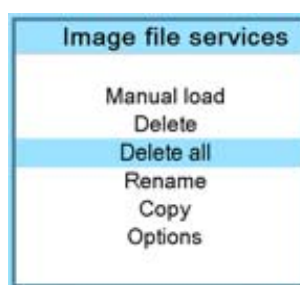 Image file services
Manual load
Delete
Delete all
Rename
Copy
Options